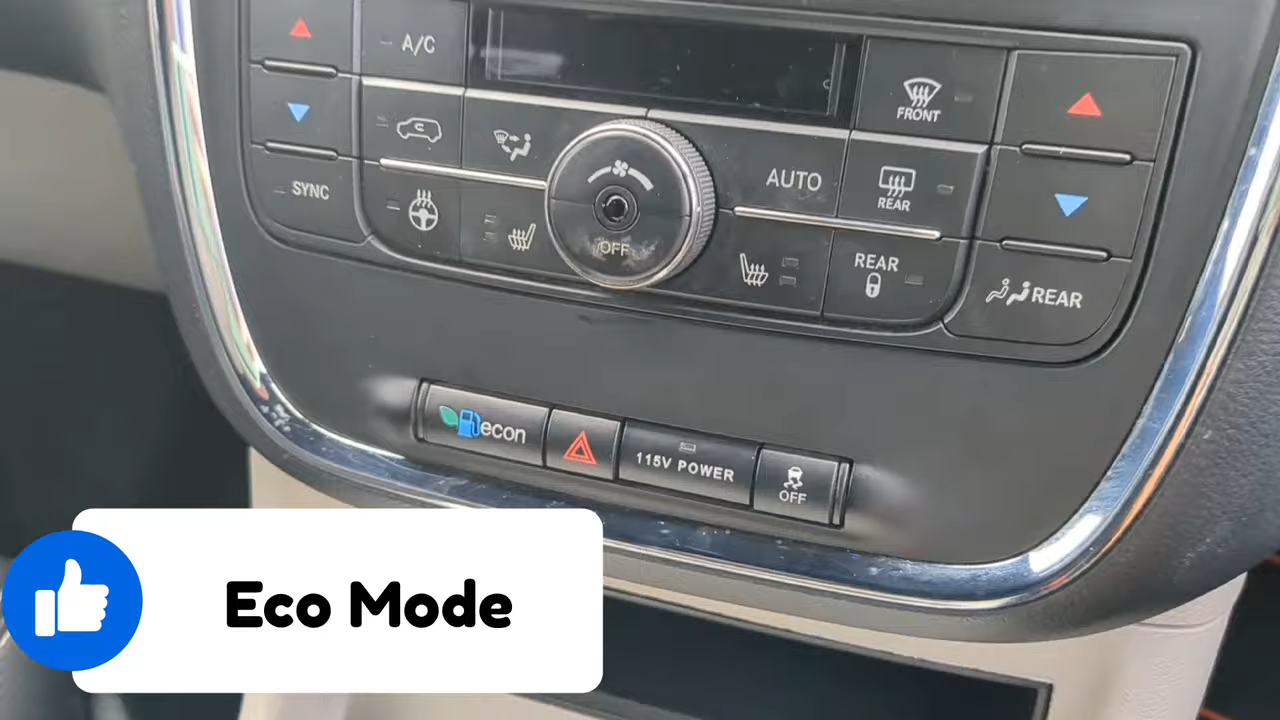 A/C
FRONT
SYNC
AUTO
REAR
OFF
REAR
REAR
econ
115V POWER
OFF
Eco Mode